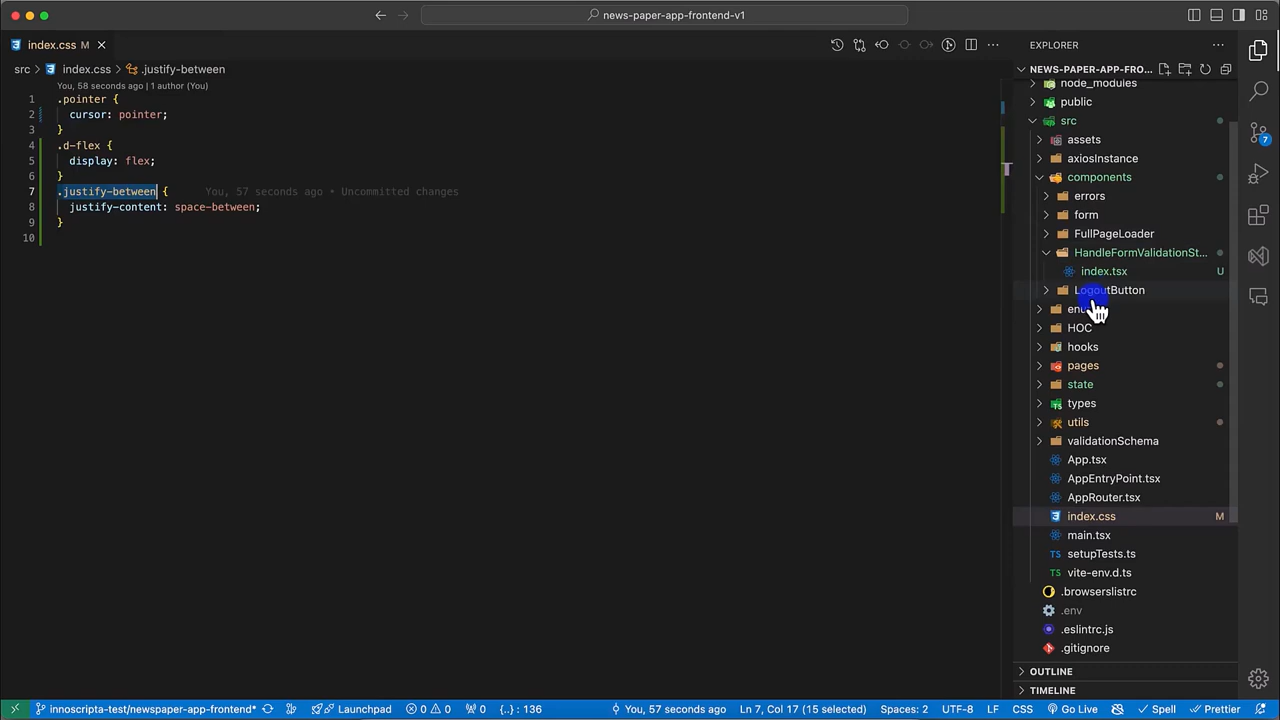 news-paper-app-frontend-v1
index.css M
EXPLORER
src > index.css > .justify-between
NEWS-PAPER-APP-FRO...
You, 58 seconds ago | 1 author (You)
1 .pointer {
2 cursor: pointer;
3 }
4 .d-flex {
5 display: flex;
6 }
7 .justify-between { You, 57 seconds ago • Uncommitted changes
8 justify-content: space-between;
9 }
10
node_modules
public
src
assets
axiosInstance
components
errors
form
FullPageLoader
HandleFormValidationSt...
index.tsx U
LogoutButton
HOC
hooks
pages
state
types
utils
validationSchema
App.tsx
AppEntryPoint.tsx
AppRouter.tsx
index.css M
main.tsx
TS setupTests.ts
TS vite-env.d.ts
.browserslistrc
.env
.eslintrc.js
.gitignore
OUTLINE
TIMELINE
7
innoscripta-test/newspaper-app-frontend* Launchpad 0 0 0 {..} : 136 You, 57 seconds ago Ln 7, Col 17 (15 selected) Spaces: 2 UTF-8 LF CSS Go Live Spell Prettier